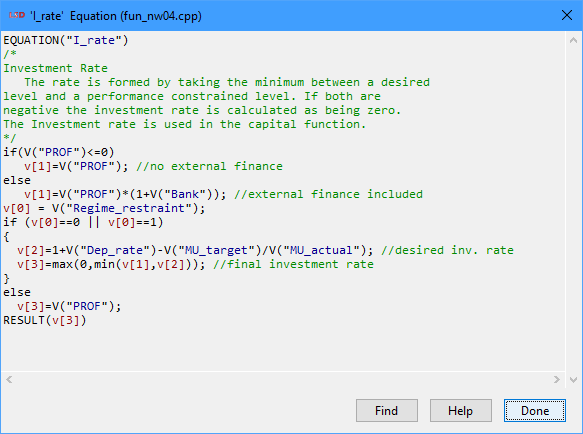 LSD 'I_rate' Equation (fun_nw04.cpp)
EQUATION("I_rate")
/*
Investment Rate
   The rate is formed by taking the minimum between a desired
level and a performance constrained level. If both are
negative the investment rate is calculated as being zero.
The Investment rate is used in the capital function.
*/
if(V("PROF")<=0)
   v[1]=V("PROF"); //no external finance
else
   v[1]=V("PROF")*(1+V("Bank")); //external finance included
v[0] = V("Regime_restraint");
if (v[0]==0 || v[0]==1)
{
  v[2]=1+V("Dep_rate")-V("MU_target")/V("MU_actual"); //desired inv. rate
  v[3]=max(0,min(v[1],v[2])); //final investment rate
}
else
  v[3]=V("PROF");
RESULT(v[3])
Find Help Done